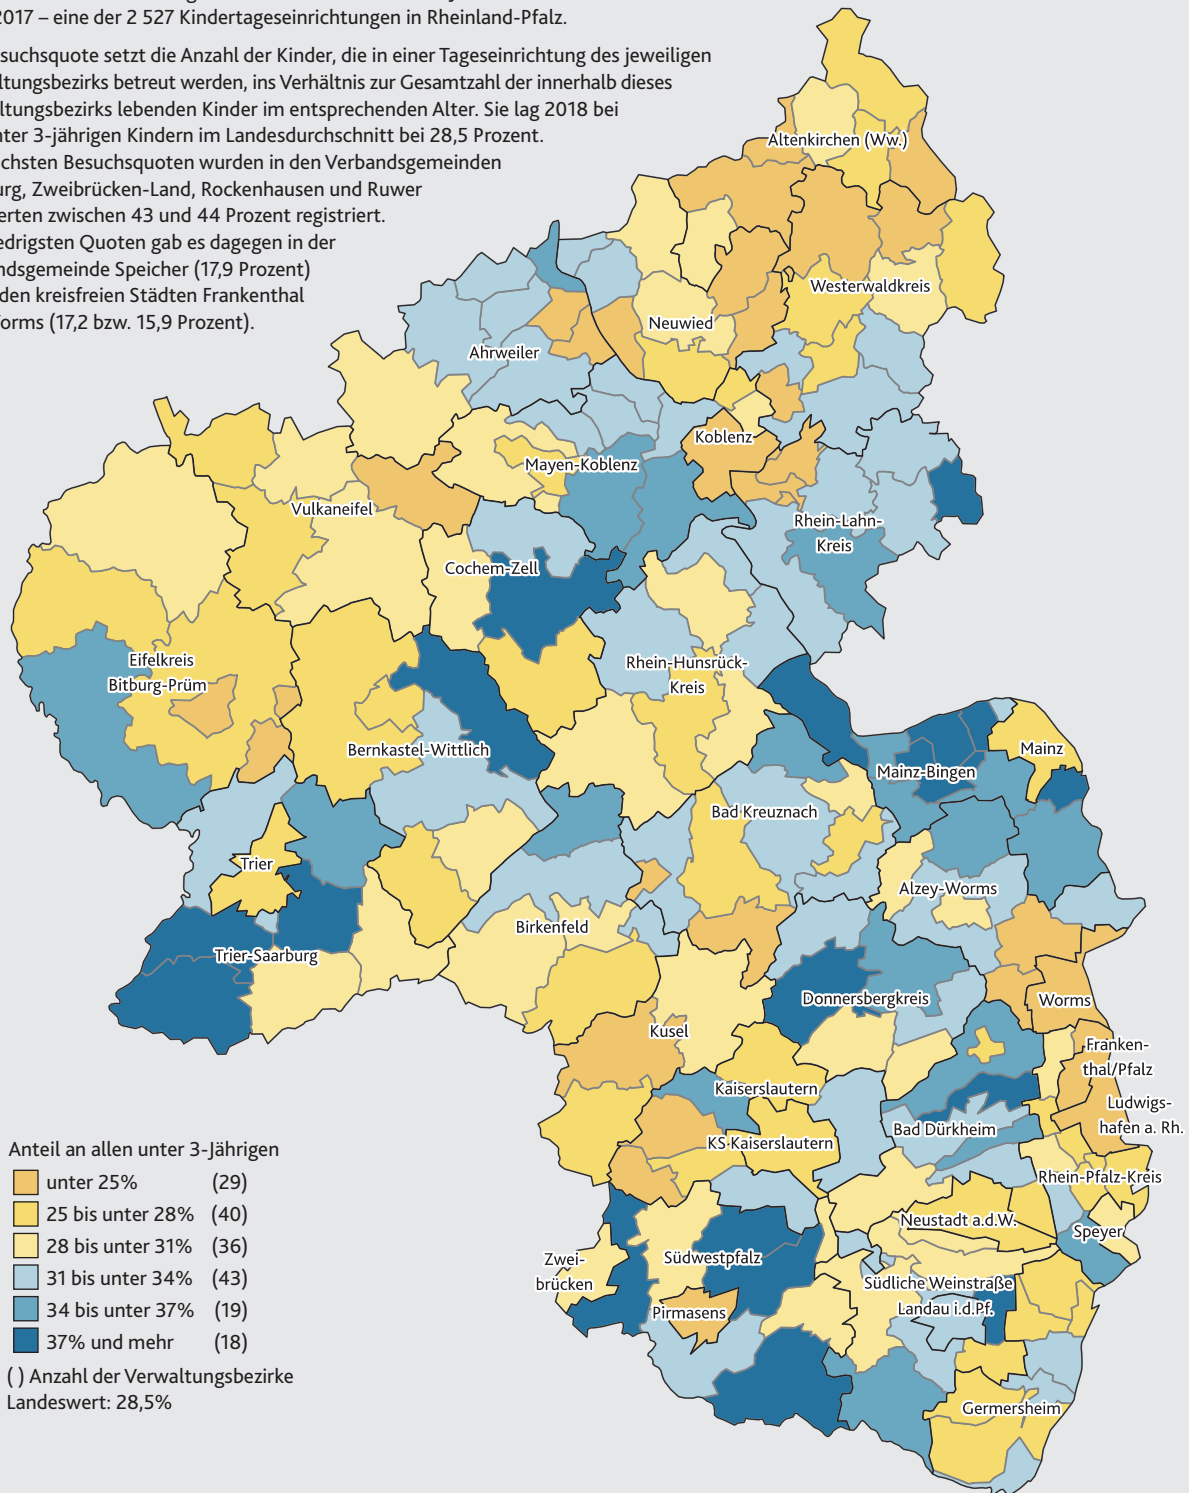 2017 – eine der 2 527 Kindertageseinrichtungen in Rheinland-Pfalz.
suchsquote setzt die Anzahl der Kinder, die in einer Tageseinrichtung des jeweiligen
ltungsbezirks betreut werden, ins Verhältnis zur Gesamtzahl der innerhalb dieses
ltungsbezirks lebenden Kinder im entsprechenden Alter. Sie lag 2018 bei
nter 3-jährigen Kindern im Landesdurchschnitt bei 28,5 Prozent.
chsten Besuchsquoten wurden in den Verbandsgemeinden
urg, Zweibrücken-Land, Rockenhausen und Ruwer
erten zwischen 43 und 44 Prozent registriert.
edrigsten Quoten gab es dagegen in der
ndsgemeinde Speicher (17,9 Prozent)
den kreisfreien Städten Frankenthal
orms (17,2 bzw. 15,9 Prozent).
Altenkirchen (Ww.)
Westerwaldkreis
Neuwied
Ahrweiler
Koblenz
Mayen-Koblenz
Vulkaneifel
Rhein-Lahn-
Kreis
Cochem-Zell
Eifelkreis
Bitburg-Prüm
Rhein-Hunsrück-
Kreis
Bernkastel-Wittlich
Mainz
Mainz-Bingen
Bad Kreuznach
Trier
Alzey-Worms
Birkenfeld
Trier-Saarburg
Donnersbergkreis
Worms
Kusel
Franken-
thal/Pfalz
Kaiserslautern
Ludwigs-
hafen a. Rh.
Bad Dürkheim
KS Kaiserslautern
Rhein-Pfalz-Kreis
Neustadt a.d.W.
Speyer
Zwei-
brücken
Südwestpfalz
Südliche Weinstraße
Landau i.d.Pf.
Pirmasens
Germersheim
Anteil an allen unter 3-Jährigen
unter 25% (29)
25 bis unter 28% (40)
28 bis unter 31% (36)
31 bis unter 34% (43)
34 bis unter 37% (19)
37% und mehr (18)
( ) Anzahl der Verwaltungsbezirke
Landeswert: 28,5%